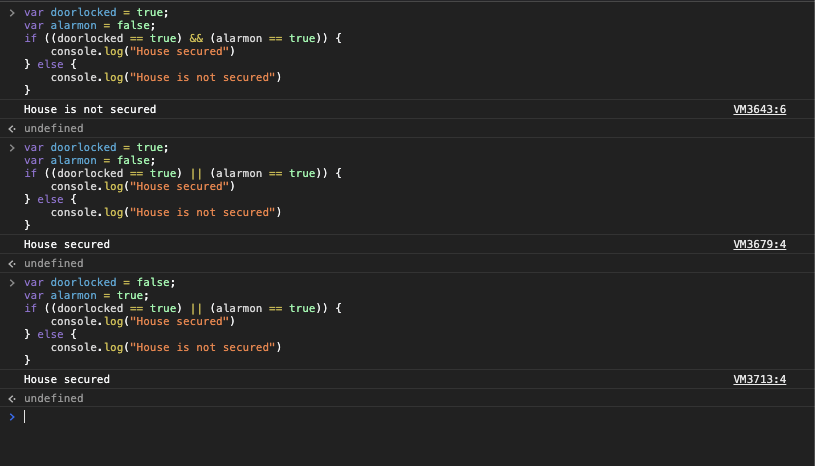 > var doorlocked = true;
var alarmon = false;
if ((doorlocked == true) && (alarmon == true)) {
    console.log("House secured")
} else {
    console.log("House is not secured")
}
House is not secured VM3643:6
undefined
> var doorlocked = true;
var alarmon = false;
if ((doorlocked == true) || (alarmon == true)) {
    console.log("House secured")
} else {
    console.log("House is not secured")
}
House secured VM3679:4
undefined
> var doorlocked = false;
var alarmon = true;
if ((doorlocked == true) || (alarmon == true)) {
    console.log("House secured")
} else {
    console.log("House is not secured")
}
House secured VM3713:4
undefined
>